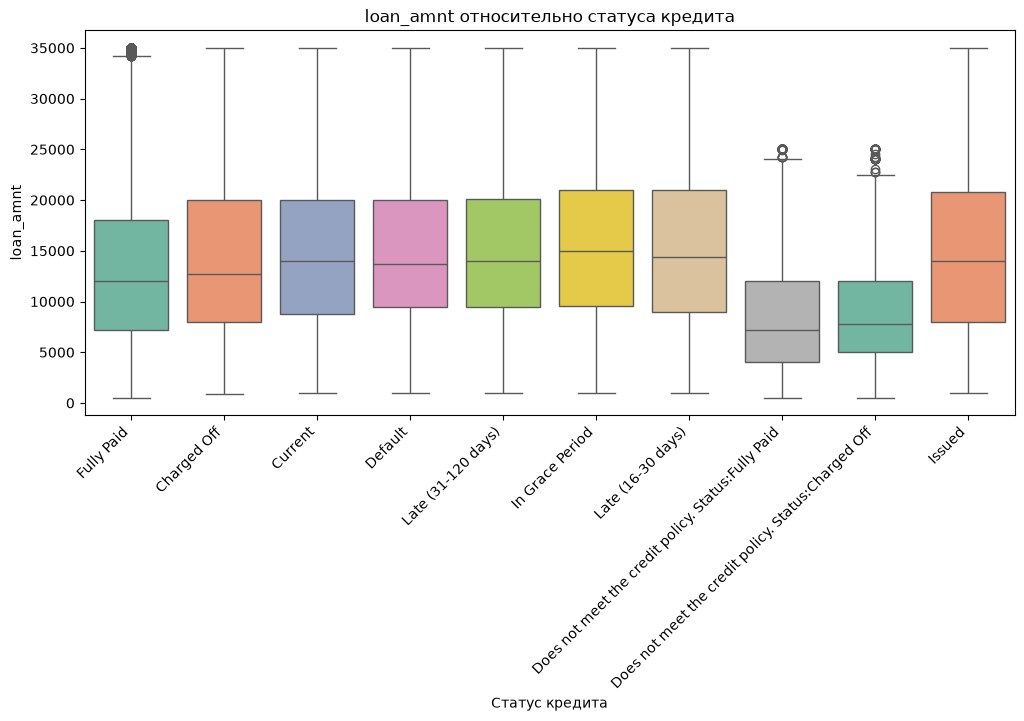 loan_amnt относительно статуса кредита
loan_amnt
35000
30000
25000
20000
15000
10000
5000
0
Fully Paid
Charged Off
Current
Default
Late (31-120 days)
In Grace Period
Late (16-30 days)
Does not meet the credit policy. Status:Fully Paid
Does not meet the credit policy. Status:Charged Off
Issued
Статус кредита